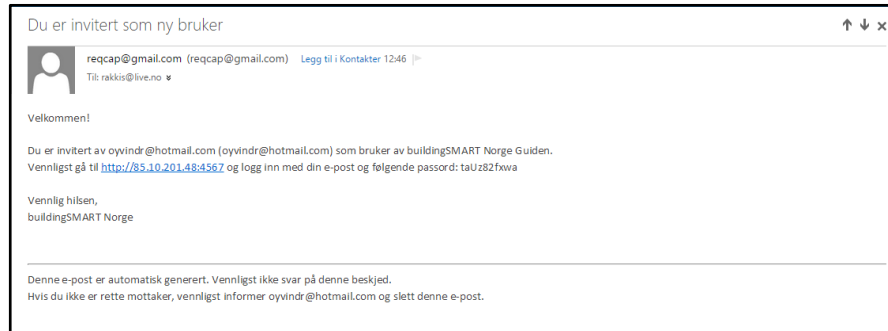 Du er invitert som ny bruker
reqcap@gmail.com (reqcap@gmail.com) Legg til i Kontakter 12:46
Til: rakkis@live.no
Velkommen!
Du er invitert av oyvindr@hotmail.com (oyvindr@hotmail.com) som bruker av buildingSMART Norge Guiden.
Vennligst gå til http://85.10.201.48:4567 og logg inn med din e-post og følgende passord: taUz82fxwa
Vennlig hilsen,
buildingSMART Norge
Denne e-post er automatisk generert. Vennligst ikke svar på denne beskjed.
Hvis du ikke er rette mottaker, vennligst informer oyvindr@hotmail.com og slett denne e-post.